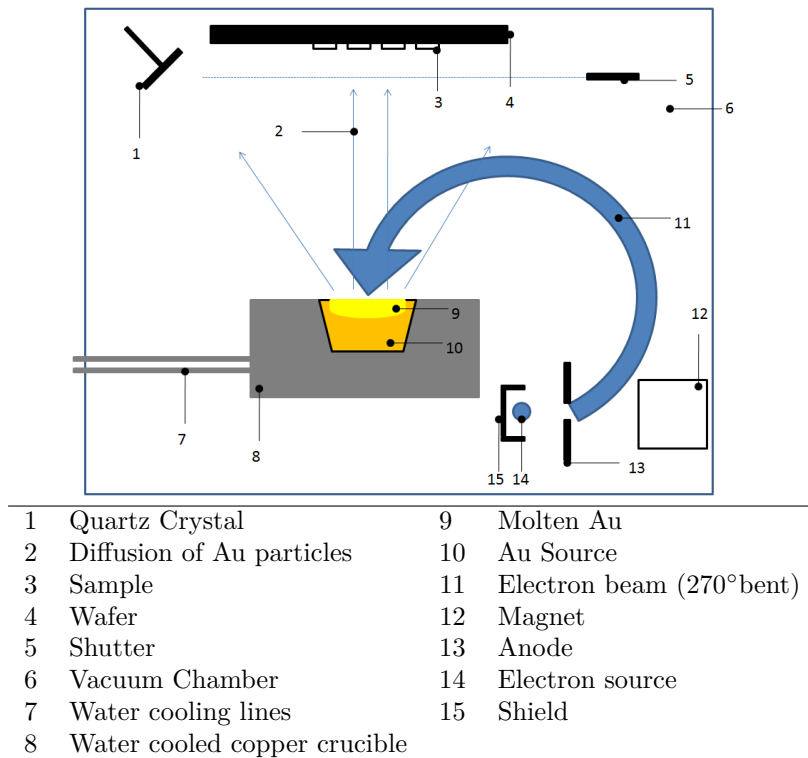 3
4
5
6
2
1
11
9
12
10
7
8
15
14
13
1 Quartz Crystal 9 Molten Au
2 Diffusion of Au particles 10 Au Source
3 Sample 11 Electron beam (270°bent)
4 Wafer 12 Magnet
5 Shutter 13 Anode
6 Vacuum Chamber 14 Electron source
7 Water cooling lines 15 Shield
8 Water cooled copper crucible